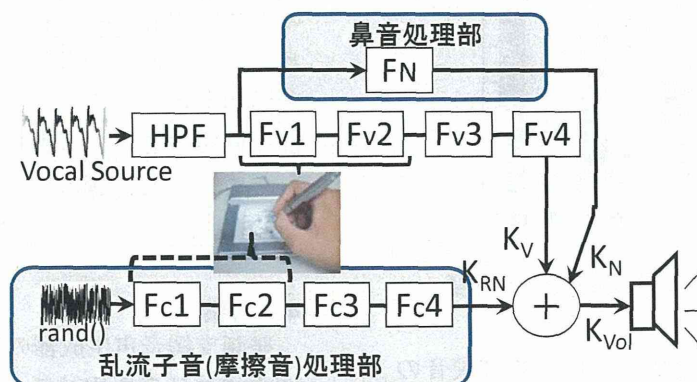 鼻音処理部
FN
HPF
Fv1
Fv2
Fv3
Fv4
Vocal Source
KV
KN
KRN
Fc1
Fc2
Fc3
Fc4
+
KVol
rand()
乱流子音(摩擦音)処理部